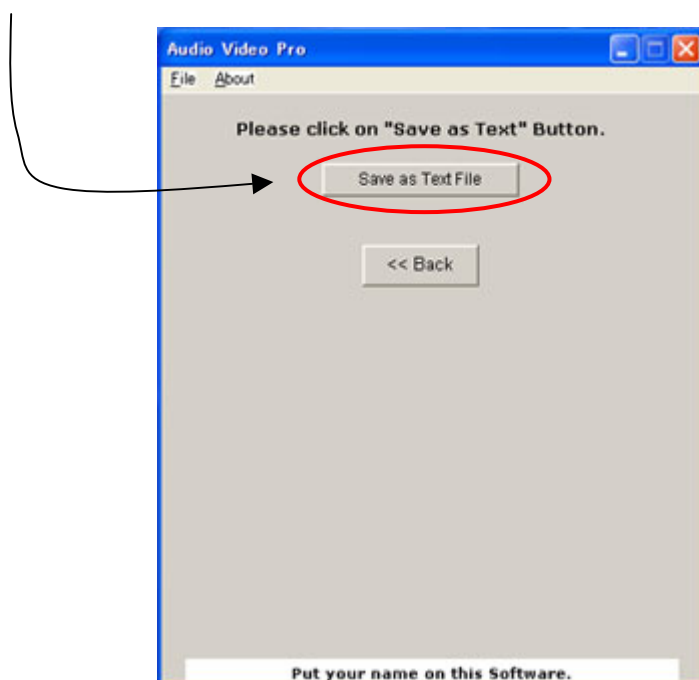 Audio Video Pro
File About
Please click on "Save as Text" Button.
Save as Text File
<< Back
Put your name on this Software.